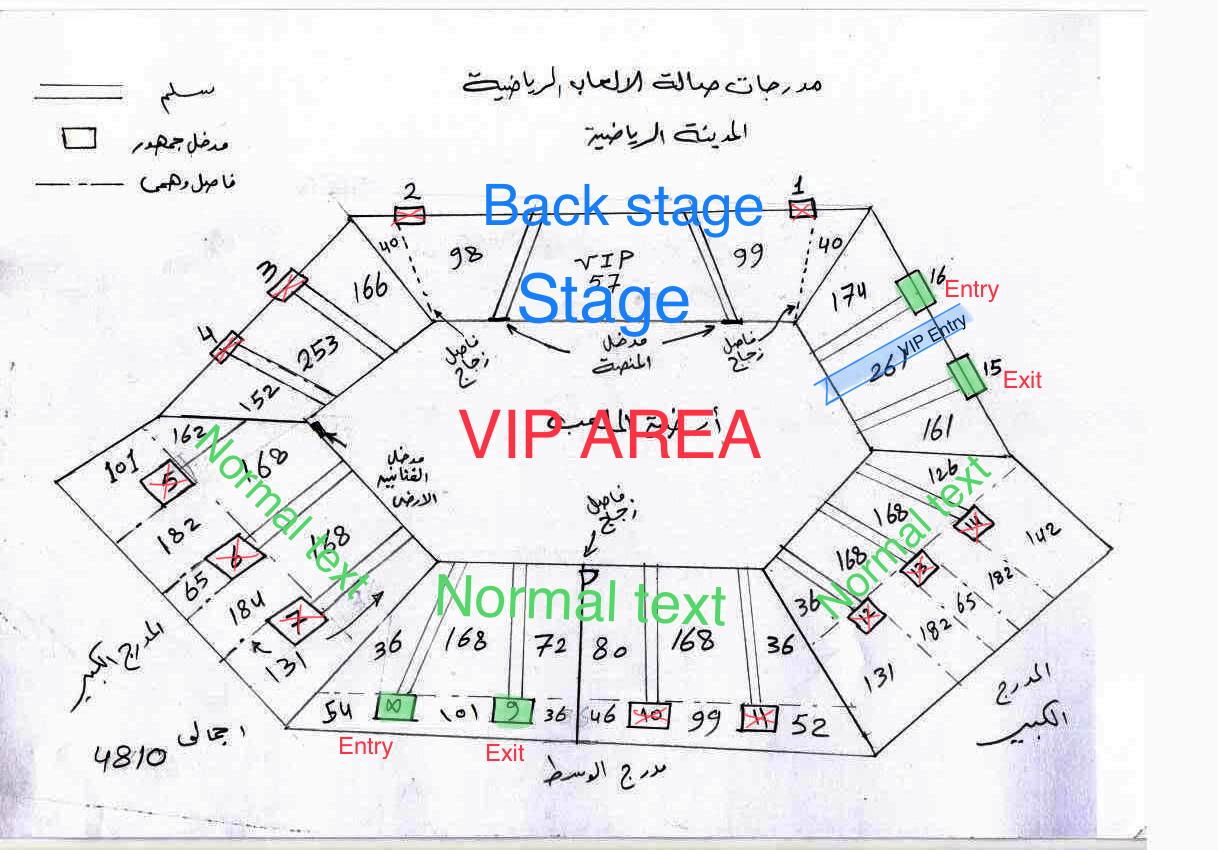 مدرجات صالة الالعاب الرياضية
المدينة الرياضية
سلم
مدخل جمهور
فاصل وهمى
2
Back stage
1
40
98
VIP
57
99
40
Stage
3
166
174
16
Entry
4
253
VIP Entry
261
15
Exit
152
161
فاصل
زجاج
مدخل
المنصة
فاصل
زجاج
أرضية الملعب
VIP AREA
162
101
5
168
182
Normal text
168
6
65
184
7
131
مدخل
الارضى
فاصل
زجاج
126
168
14
142
Normal text
168
13
182
36
12
65
182
131
Normal text
36
168
72
80
168
36
54
8
101
9
36
46
10
99
11
52
Entry
Exit
المدرج الكبير
اجمالى
4810
مدرج الوسط
المدرج
الكبير